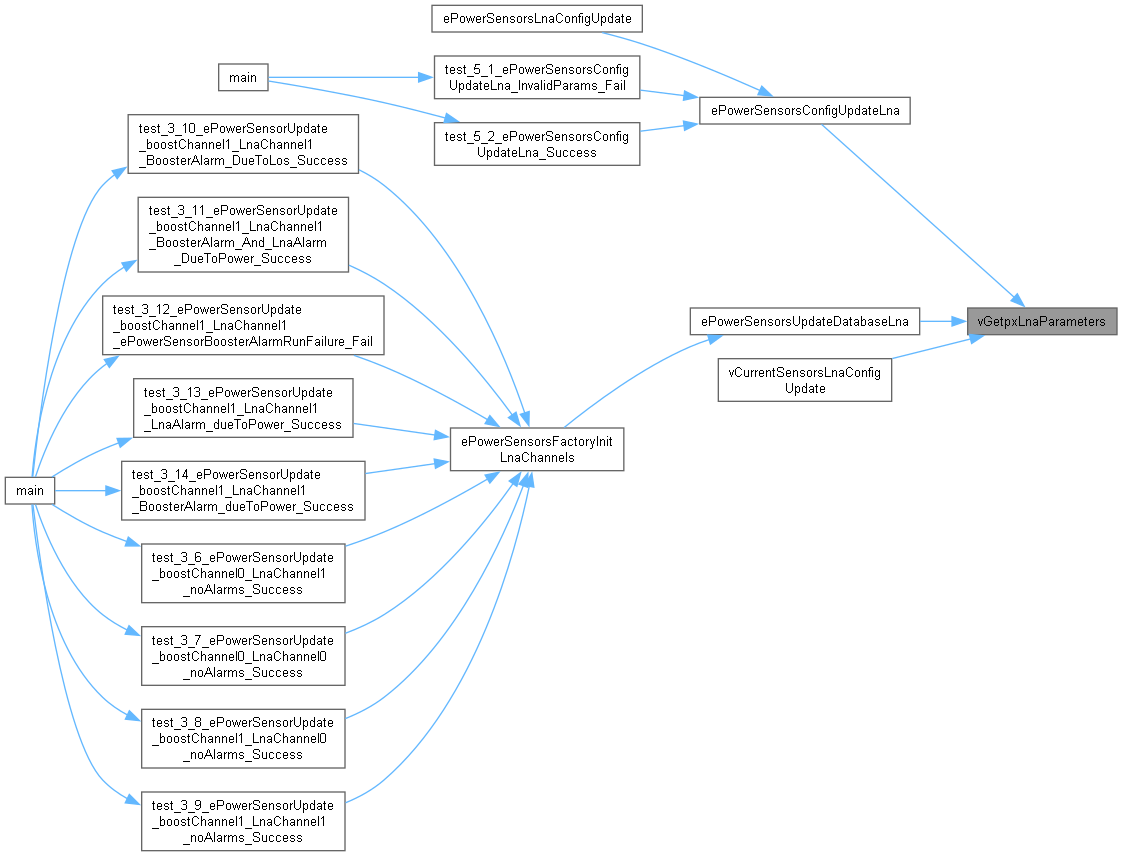 ePowerSensorsLnaConfigUpdate
main
test_5_1_ePowerSensorsConfig
UpdateLna_InvalidParams_Fail
ePowerSensorsConfigUpdateLna
test_5_2_ePowerSensorsConfig
UpdateLna_Success
test_3_10_ePowerSensorUpdate
_boostChannel1_LnaChannel1
_BoosterAlarm_DueToLos_Success
test_3_11_ePowerSensorUpdate
_boostChannel1_LnaChannel1
_BoosterAlarm_And_LnaAlarm
_DueToPower_Success
test_3_12_ePowerSensorUpdate
_boostChannel1_LnaChannel1
_ePowerSensorBoosterAlarmRunFailure_Fail
ePowerSensorsUpdateDatabaseLna
vGetpxLnaParameters
vCurrentSensorsLnaConfig
Update
test_3_13_ePowerSensorUpdate
_boostChannel1_LnaChannel1
_LnaAlarm_dueToPower_Success
ePowerSensorsFactoryInit
LnaChannels
main
test_3_14_ePowerSensorUpdate
_boostChannel1_LnaChannel1
_BoosterAlarm_dueToPower_Success
test_3_6_ePowerSensorUpdate
_boostChannel0_LnaChannel1
_noAlarms_Success
test_3_7_ePowerSensorUpdate
_boostChannel0_LnaChannel0
_noAlarms_Success
test_3_8_ePowerSensorUpdate
_boostChannel1_LnaChannel0
_noAlarms_Success
test_3_9_ePowerSensorUpdate
_boostChannel1_LnaChannel1
_noAlarms_Success